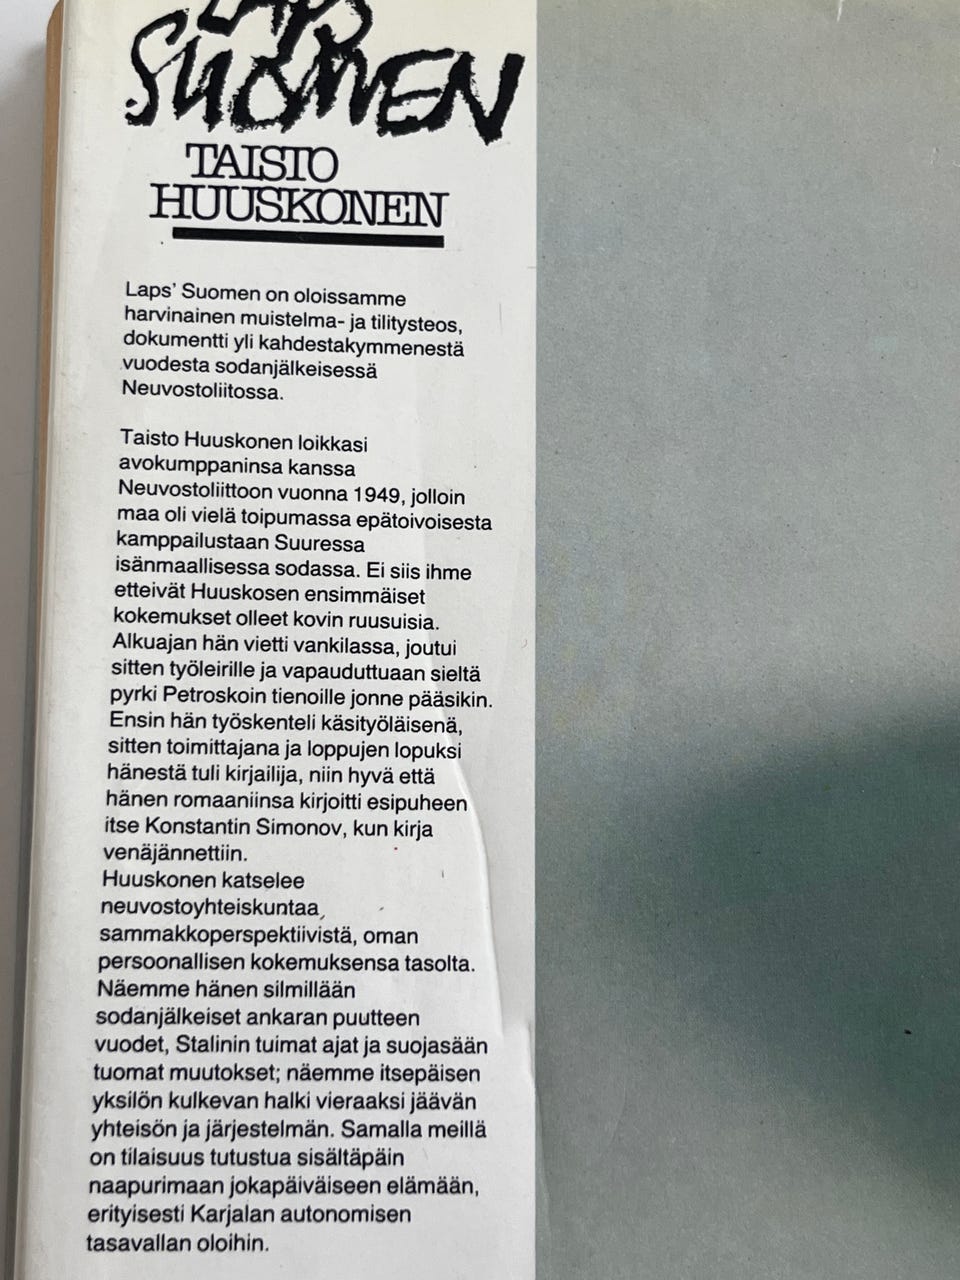 LAPS
SUOMEN
TAISTO
HUUSKONEN
Laps' Suomen on oloissamme
harvinainen muistelma- ja tilitysteos,
dokumentti yli kahdestakymmenestä
vuodesta sodanjälkeisessä
Neuvostoliitossa.
Taisto Huuskonen loikkasi
avokumppaninsa kanssa
Neuvostoliittoon vuonna 1949, jolloin
maa oli vielä toipumassa epätoivoisesta
kamppailustaan Suuressa
isänmaallisessa sodassa. Ei siis ihme
etteivät Huuskosen ensimmäiset
kokemukset olleet kovin ruusuisia.
Alkuajan hän vietti vankilassa, joutui
sitten työleirille ja vapauduttuaan sieltä
pyrki Petroskoin tienoille jonne pääsikin.
Ensin hän työskenteli käsityöläisenä,
sitten toimittajana ja loppujen lopuksi
hänestä tuli kirjailija, niin hyvä että
hänen romaaniinsa kirjoitti esipuheen
itse Konstantin Simonov, kun kirja
venäjännettiin.
Huuskonen katselee
neuvostoyhteiskuntaa
sammakkoperspektiivistä, oman
persoonallisen kokemuksensa tasolta.
Näemme hänen silmillään
sodanjälkeiset ankaran puutteen
vuodet, Stalinin tuimat ajat ja suojasään
tuomat muutokset; näemme itsepäisen
yksilön kulkevan halki vieraaksi jäävän
yhteisön ja järjestelmän. Samalla meillä
on tilaisuus tutustua sisältäpäin
naapurimaan jokapäiväiseen elämään,
erityisesti Karjalan autonomisen
tasavallan oloihin.